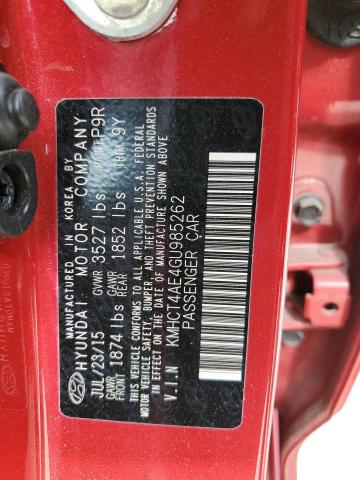 MANUFACTURED IN KOREA BY
HYUNDAI MOTOR COMPANY
JUL/23/15 GVWR 3527 lbs P9R
GAWR FRONT 1874 lbs GAWR REAR 1852 lbs TRIM 9Y
THIS VEHICLE CONFORMS TO ALL APPLICABLE U.S.A. FEDERAL
MOTOR VEHICLE SAFETY, BUMPER, & THEFT PREVENTION STANDARDS
IN EFFECT ON THE DATE OF MANUFACTURE SHOWN ABOVE.
V.I.N KMHCT4AE4GU985262
PASSENGER CAR